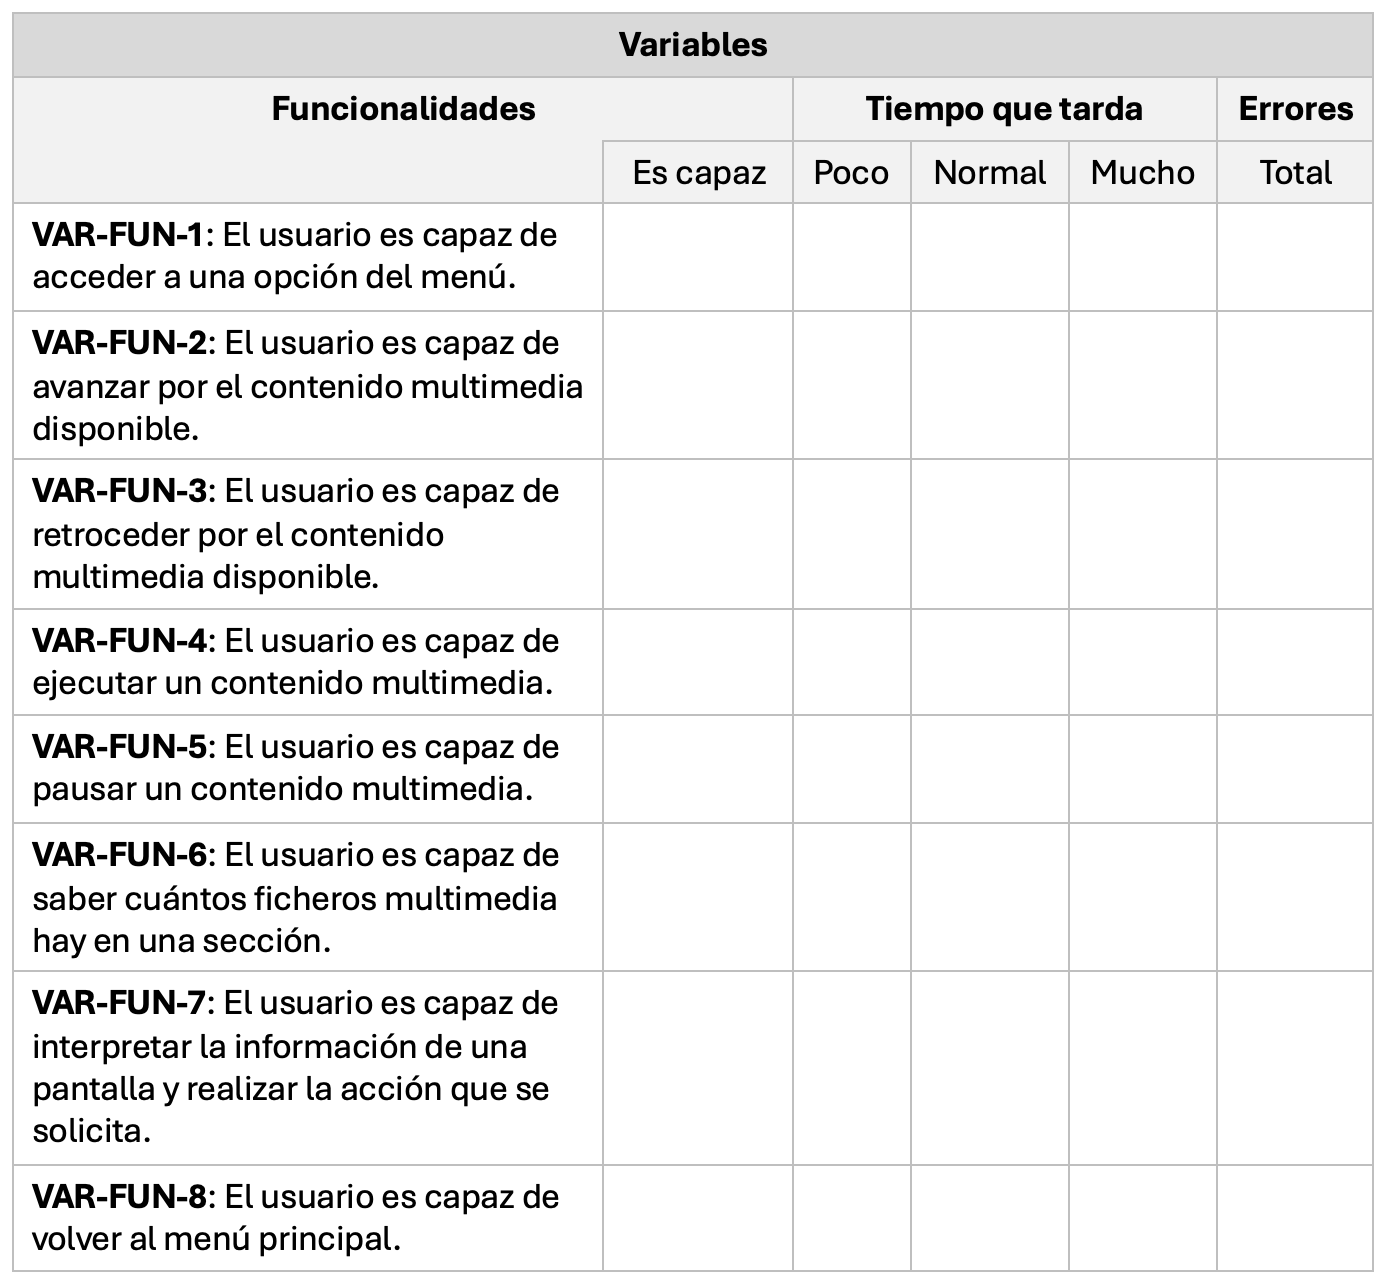 Variables
Funcionalidades Tiempo que tarda Errores
Es capaz Poco Normal Mucho Total
VAR-FUN-1: El usuario es capaz de
acceder a una opción del menú.
VAR-FUN-2: El usuario es capaz de
avanzar por el contenido multimedia
disponible.
VAR-FUN-3: El usuario es capaz de
retroceder por el contenido
multimedia disponible.
VAR-FUN-4: El usuario es capaz de
ejecutar un contenido multimedia.
VAR-FUN-5: El usuario es capaz de
pausar un contenido multimedia.
VAR-FUN-6: El usuario es capaz de
saber cuántos ficheros multimedia
hay en una sección.
VAR-FUN-7: El usuario es capaz de
interpretar la información de una
pantalla y realizar la acción que se
solicita.
VAR-FUN-8: El usuario es capaz de
volver al menú principal.